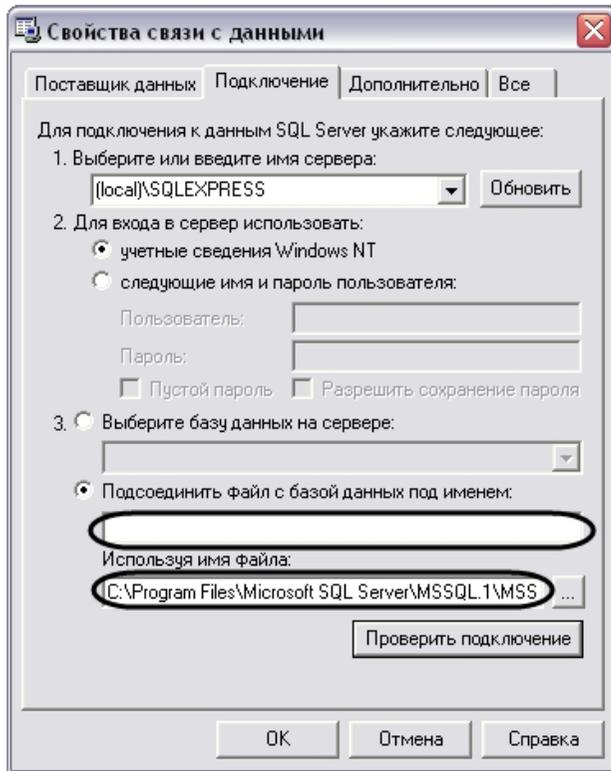 Свойства связи с данными
Поставщик данных Подключение Дополнительно Все
Для подключения к данным SQL Server укажите следующее:
1. Выберите или введите имя сервера:
(local)\SQLEXPRESS Обновить
2. Для входа в сервер использовать:
учетные сведения Windows NT
следующие имя и пароль пользователя:
Пользователь:
Пароль:
Пустой пароль Разрешить сохранение пароля
3. Выберите базу данных на сервере:
Подсоединить файл с базой данных под именем:
Используя имя файла:
C:\Program Files\Microsoft SQL Server\MSSQL.1\MSS ...
Проверить подключение
OK Отмена Справка